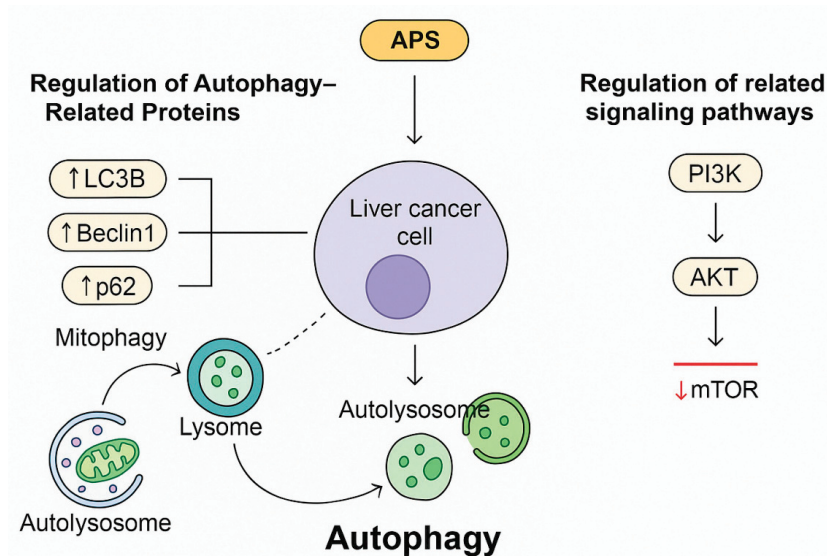 APS
Regulation of Autophagy–
Related Proteins
↑LC3B
↑Beclin1
↑p62
Liver cancer
cell
Mitophagy
Lysome
Autolysosome
Autolysosome
Autophagy
Regulation of related
signaling pathways
PI3K
AKT
↓mTOR